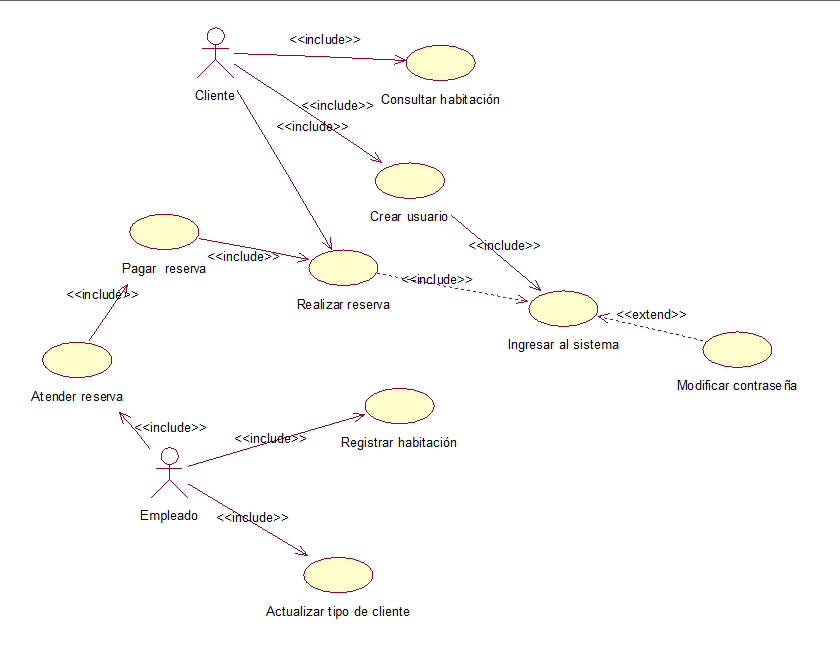 <<include>>
Cliente
Consultar habitación
<<include>>
<<include>>
Crear usuario
<<include>>
<<include>>
Pagar  reserva
<<include>>
<<include>>
Realizar reserva
<<extend>>
Ingresar al sistema
Modificar contraseña
Atender reserva
<<include>>
<<include>>
Registrar habitación
Empleado
<<include>>
Actualizar tipo de cliente